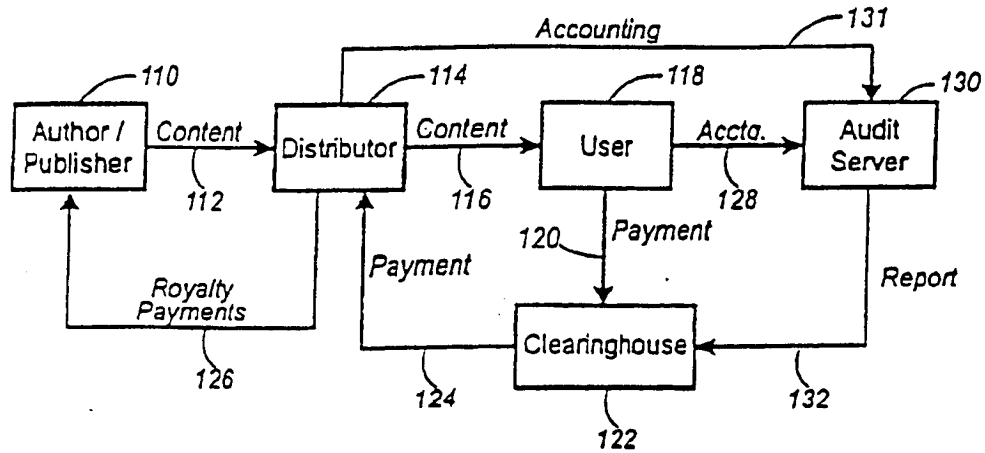 Accounting
131
110
114
118
130
Author /
Publisher
Content
Distributor
Content
User
Accta.
Audit
Server
112
116
128
120
Payment
Payment
Report
Royalty
Payments
Clearinghouse
126
124
132
122